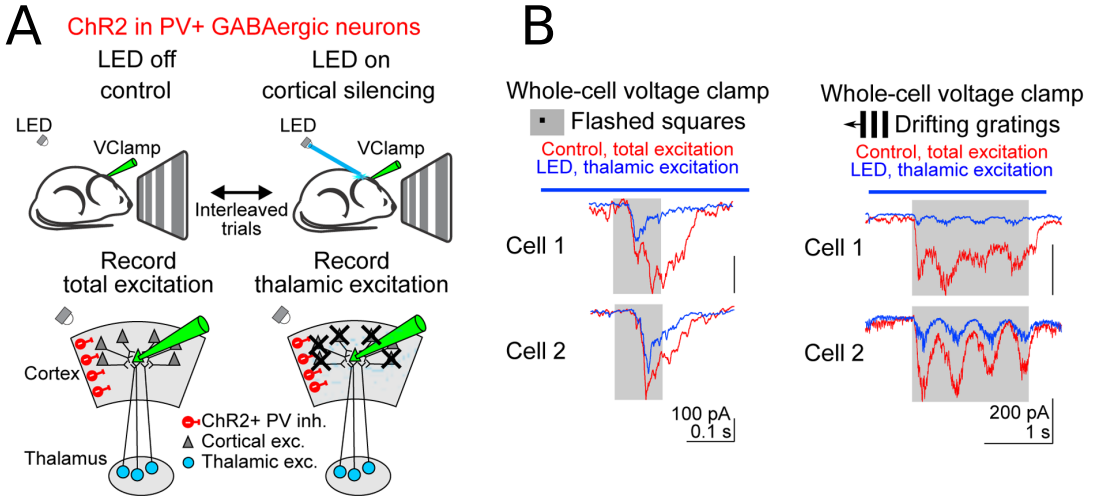 A
ChR2 in PV+ GABAergic neurons
LED off
control
LED on
cortical silencing
LED
VClamp
LED
VClamp
Interleaved
trials
Record
total excitation
Record
thalamic excitation
Cortex
Thalamus
ChR2+ PV inh.
Cortical exc.
Thalamic exc.
B
Whole-cell voltage clamp
Flashed squares
Control, total excitation
LED, thalamic excitation
Cell 1
Cell 2
100 pA
0.1 s
Whole-cell voltage clamp
Drifting gratings
Control, total excitation
LED, thalamic excitation
Cell 1
Cell 2
200 pA
1 s